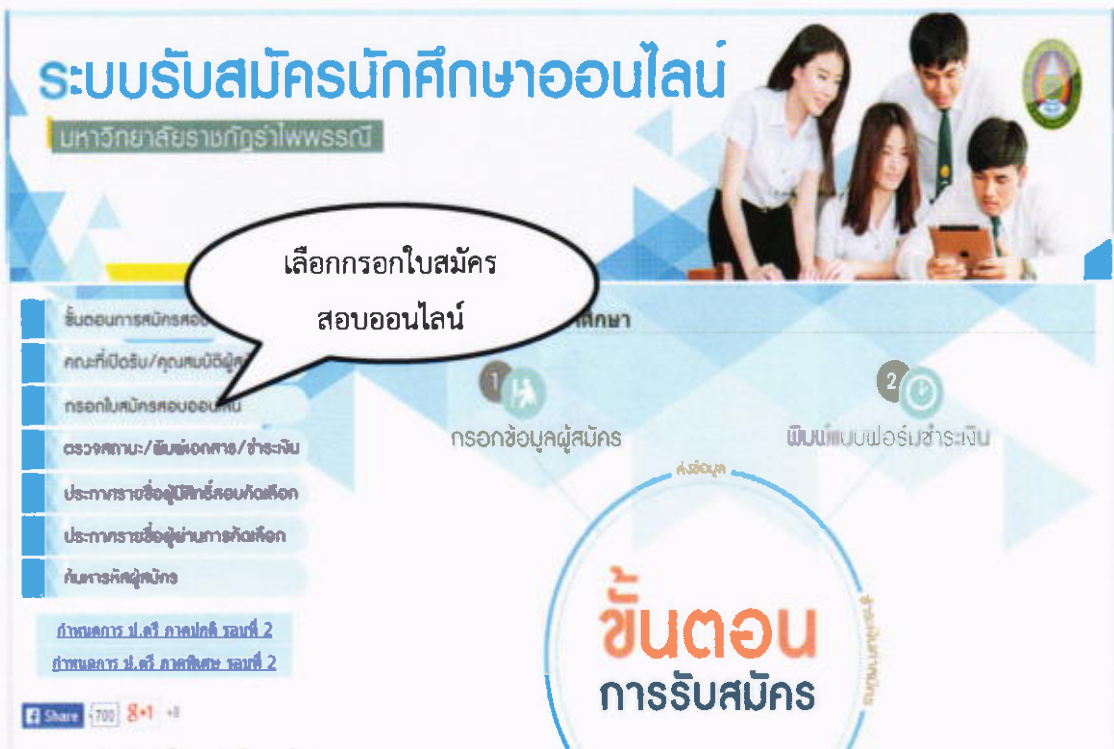 ระบบรับสมัครนักศึกษาออนไลน์
มหาวิทยาลัยราชภัฏรำไพพรรณี
เลือกกรอกใบสมัคร
สอบออนไลน์
ขั้นตอนการสมัครสอบ
ศึกษา
คณะที่เปิดรับ/คุณสมบัติผู้
กรอกใบสมัครสอบออนไลน์
ตรวจสถานะ/พิมพ์เอกสาร/ชำระเงิน
ประกาศรายชื่อผู้มีสิทธิ์สอบคัดเลือก
ประกาศรายชื่อผู้ผ่านการคัดเลือก
ค้นหารหัสผู้สมัคร
กำหนดการ ป.ตรี ภาคปกติ รอบที่ 2
กำหนดการ ป.ตรี ภาคพิเศษ รอบที่ 2
Share 700 g+1 +0
1
กรอกข้อมูลผู้สมัคร
2
พิมพ์แบบฟอร์มชำระเงิน
ส่งข้อมูล
ขั้นตอน
การรับสมัคร